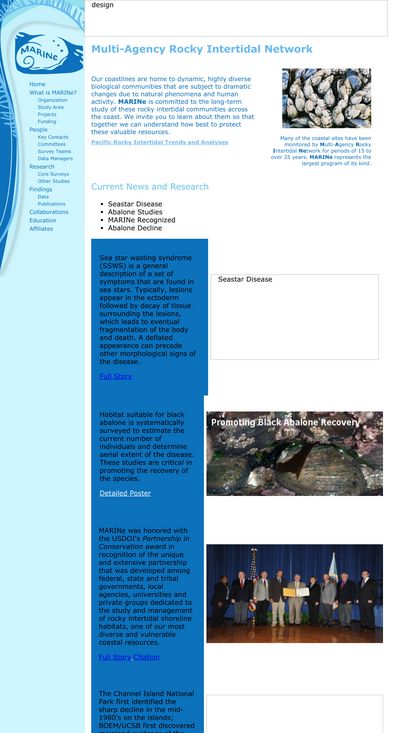 design
MARINe
Multi-Agency Rocky Intertidal Network
Home
What is MARINe?
Organization
Study Area
Projects
Funding
People
Key Contacts
Committees
Survey Teams
Data Managers
Research
Core Surveys
Other Studies
Findings
Data
Publications
Collaborations
Education
Affiliates
Our coastlines are home to dynamic, highly diverse
biological communities that are subject to dramatic
changes due to natural phenomena and human
activity. MARINe is committed to the long-term
study of these rocky intertidal communities across
the coast. We invite you to learn about them so that
together we can understand how best to protect
these valuable resources.
Pacific Rocky Intertidal Trends and Analyses
Many of the coastal sites have been
monitored by Multi-Agency Rocky
Intertidal Network for periods of 15 to
over 25 years. MARINe represents the
largest program of its kind.
Current News and Research
Seastar Disease
Abalone Studies
MARINe Recognized
Abalone Decline
Sea star wasting syndrome
(SSWS) is a general
description of a set of
symptoms that are found in
sea stars. Typically, lesions
appear in the ectoderm
followed by decay of tissue
surrounding the lesions,
which leads to eventual
fragmentation of the body
and death. A deflated
appearance can precede
other morphological signs of
the disease.
Full Story
Seastar Disease
Habitat suitable for black
abalone is systematically
surveyed to estimate the
current number of
individuals and determine
aerial extent of the disease.
These studies are critical in
promoting the recovery of
the species.
Detailed Poster
Promoting Black Abalone Recovery
MARINe was honored with
the USDOI's Partnership in
Conservation award in
recognition of the unique
and extensive partnership
that was developed among
federal, state and tribal
governments, local
agencies, universities and
private groups dedicated to
the study and management
of rocky intertidal shoreline
habitats, one of our most
diverse and vulnerable
coastal resources.
Full Story Citation
The Channel Island National
Park first identified the
sharp decline in the mid-
1980's on the islands;
BOEM/UCSB first discovered